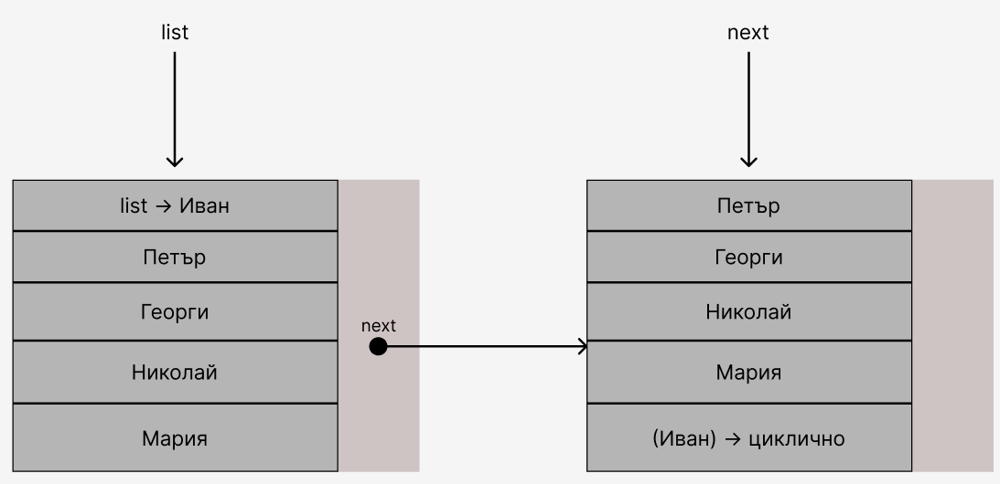 list
next
list → Иван
Петър
Георги
Николай
Мария
next
Петър
Георги
Николай
Мария
(Иван) → циклично